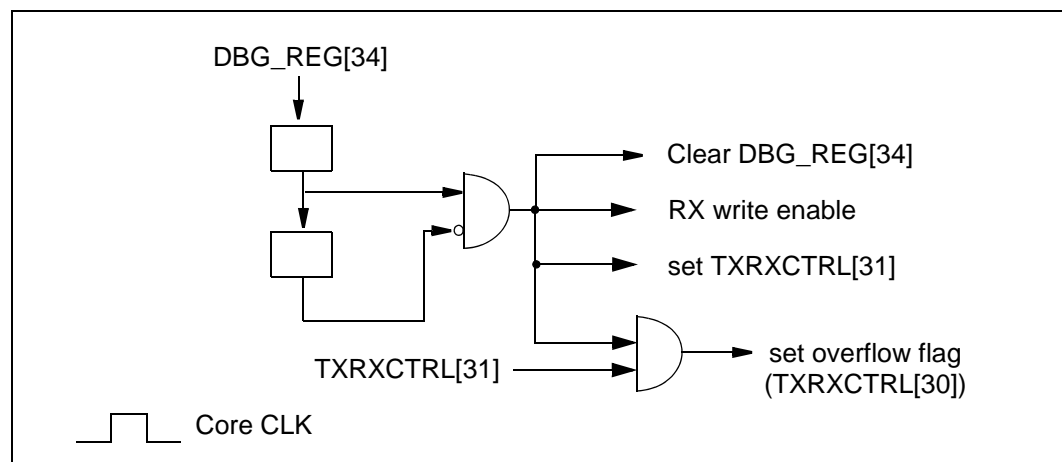 DBG_REG[34]
Clear DBG_REG[34]
RX write enable
set TXRXCTRL[31]
TXRXCTRL[31]
set overflow flag
(TXRXCTRL[30])
Core CLK